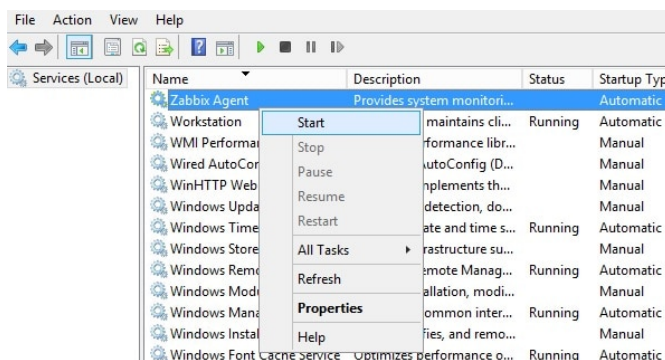 File Action View Help
Services (Local)
Name Description Status Startup Typ
Zabbix Agent Provides system monitori... Automatic
Workstation maintains cli... Running Automatic
WMI Performa formance libr... Manual
Wired AutoCor AutoConfig (D... Manual
WinHTTP Web nplements th... Manual
Windows Upda detection, do... Manual
Windows Time ate and time s... Running Automatic
Windows Store rastructure su... Manual
Windows Remo emote Manag... Running Automatic
Windows Mod allation, modi... Manual
Windows Mana ommon inter... Running Automatic
Windows Instal fies, and remo... Manual
Windows Font Cache Service Optimizes performance o... Running Automatic
Start
Stop
Pause
Resume
Restart
All Tasks
Refresh
Properties
Help